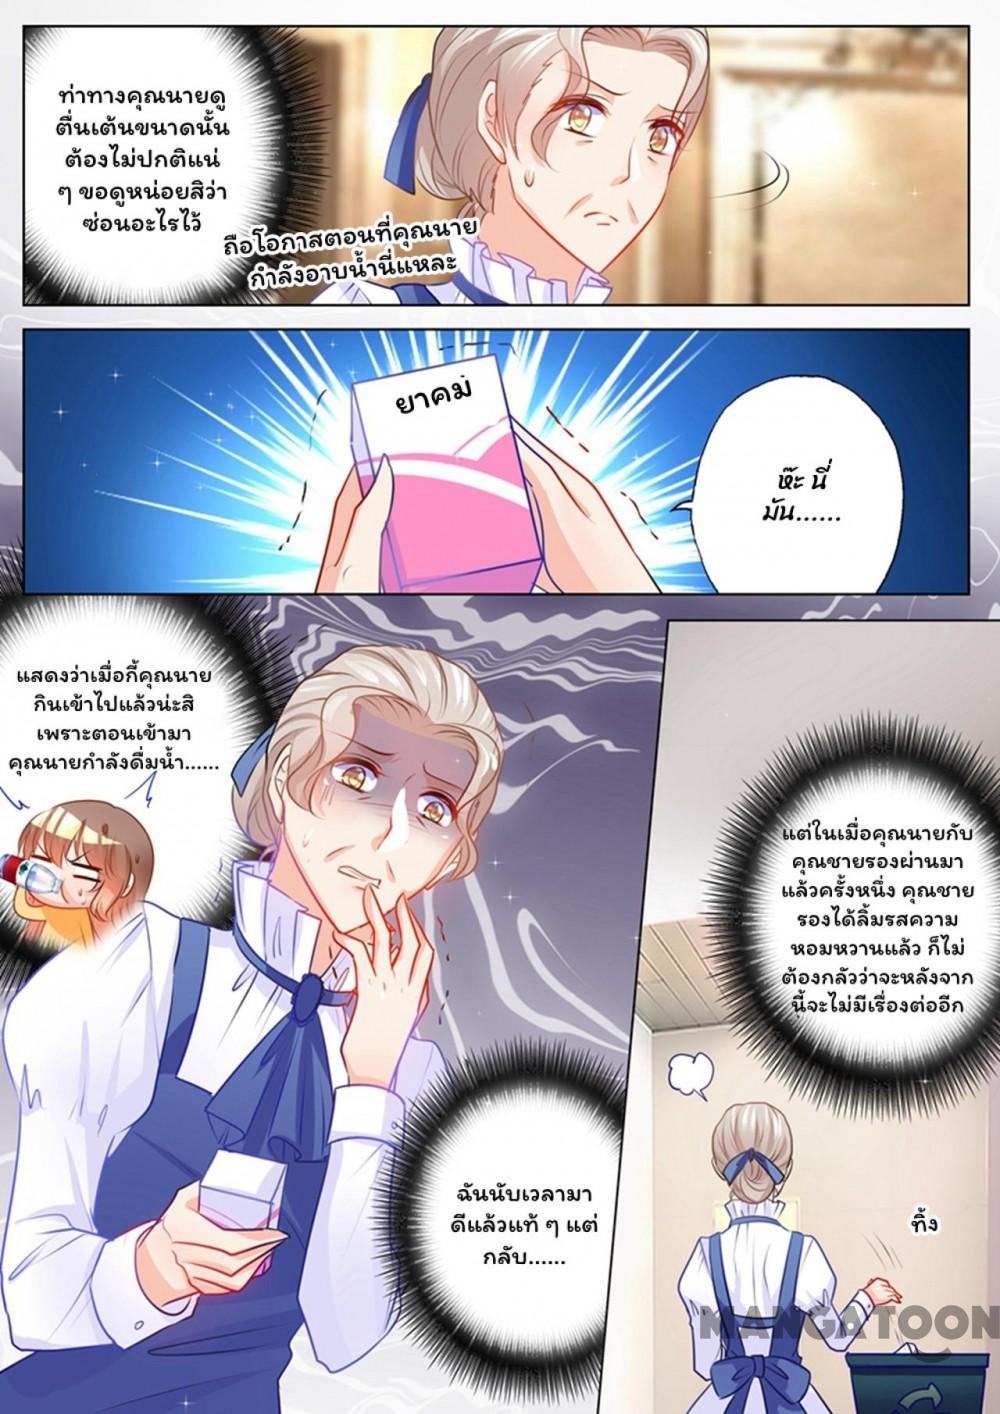 ท่าทางคุณนายดู
ตื่นเต้นขนาดนั้น
ต้องไม่ปกติแน่
ๆ ขอดูหน่อยสิว่า
ซ่อนอะไรไว้
ถือโอกาสตอนที่คุณนาย
กำลังอาบน้ำนี่แหละ
ยาคุม
ห๊ะ นี่
มัน......
แสดงว่าเมื่อกี้คุณนาย
กินเข้าไปแล้วน่ะสิ
เพราะตอนเข้ามา
คุณนายกำลังดื่มน้ำ......
แต่ในเมื่อคุณนายกับ
คุณชายรองผ่านมา
แล้วครั้งหนึ่ง คุณชาย
รองได้ลิ้มรสความ
หอมหวานแล้ว ก็ไม่
ต้องกลัวว่าจะหลังจาก
นี้จะไม่มีเรื่องต่ออีก
ฉันนับเวลามา
ดีแล้วแท้ ๆ แต่
กลับ......
ทิ้ง
MANGATOON